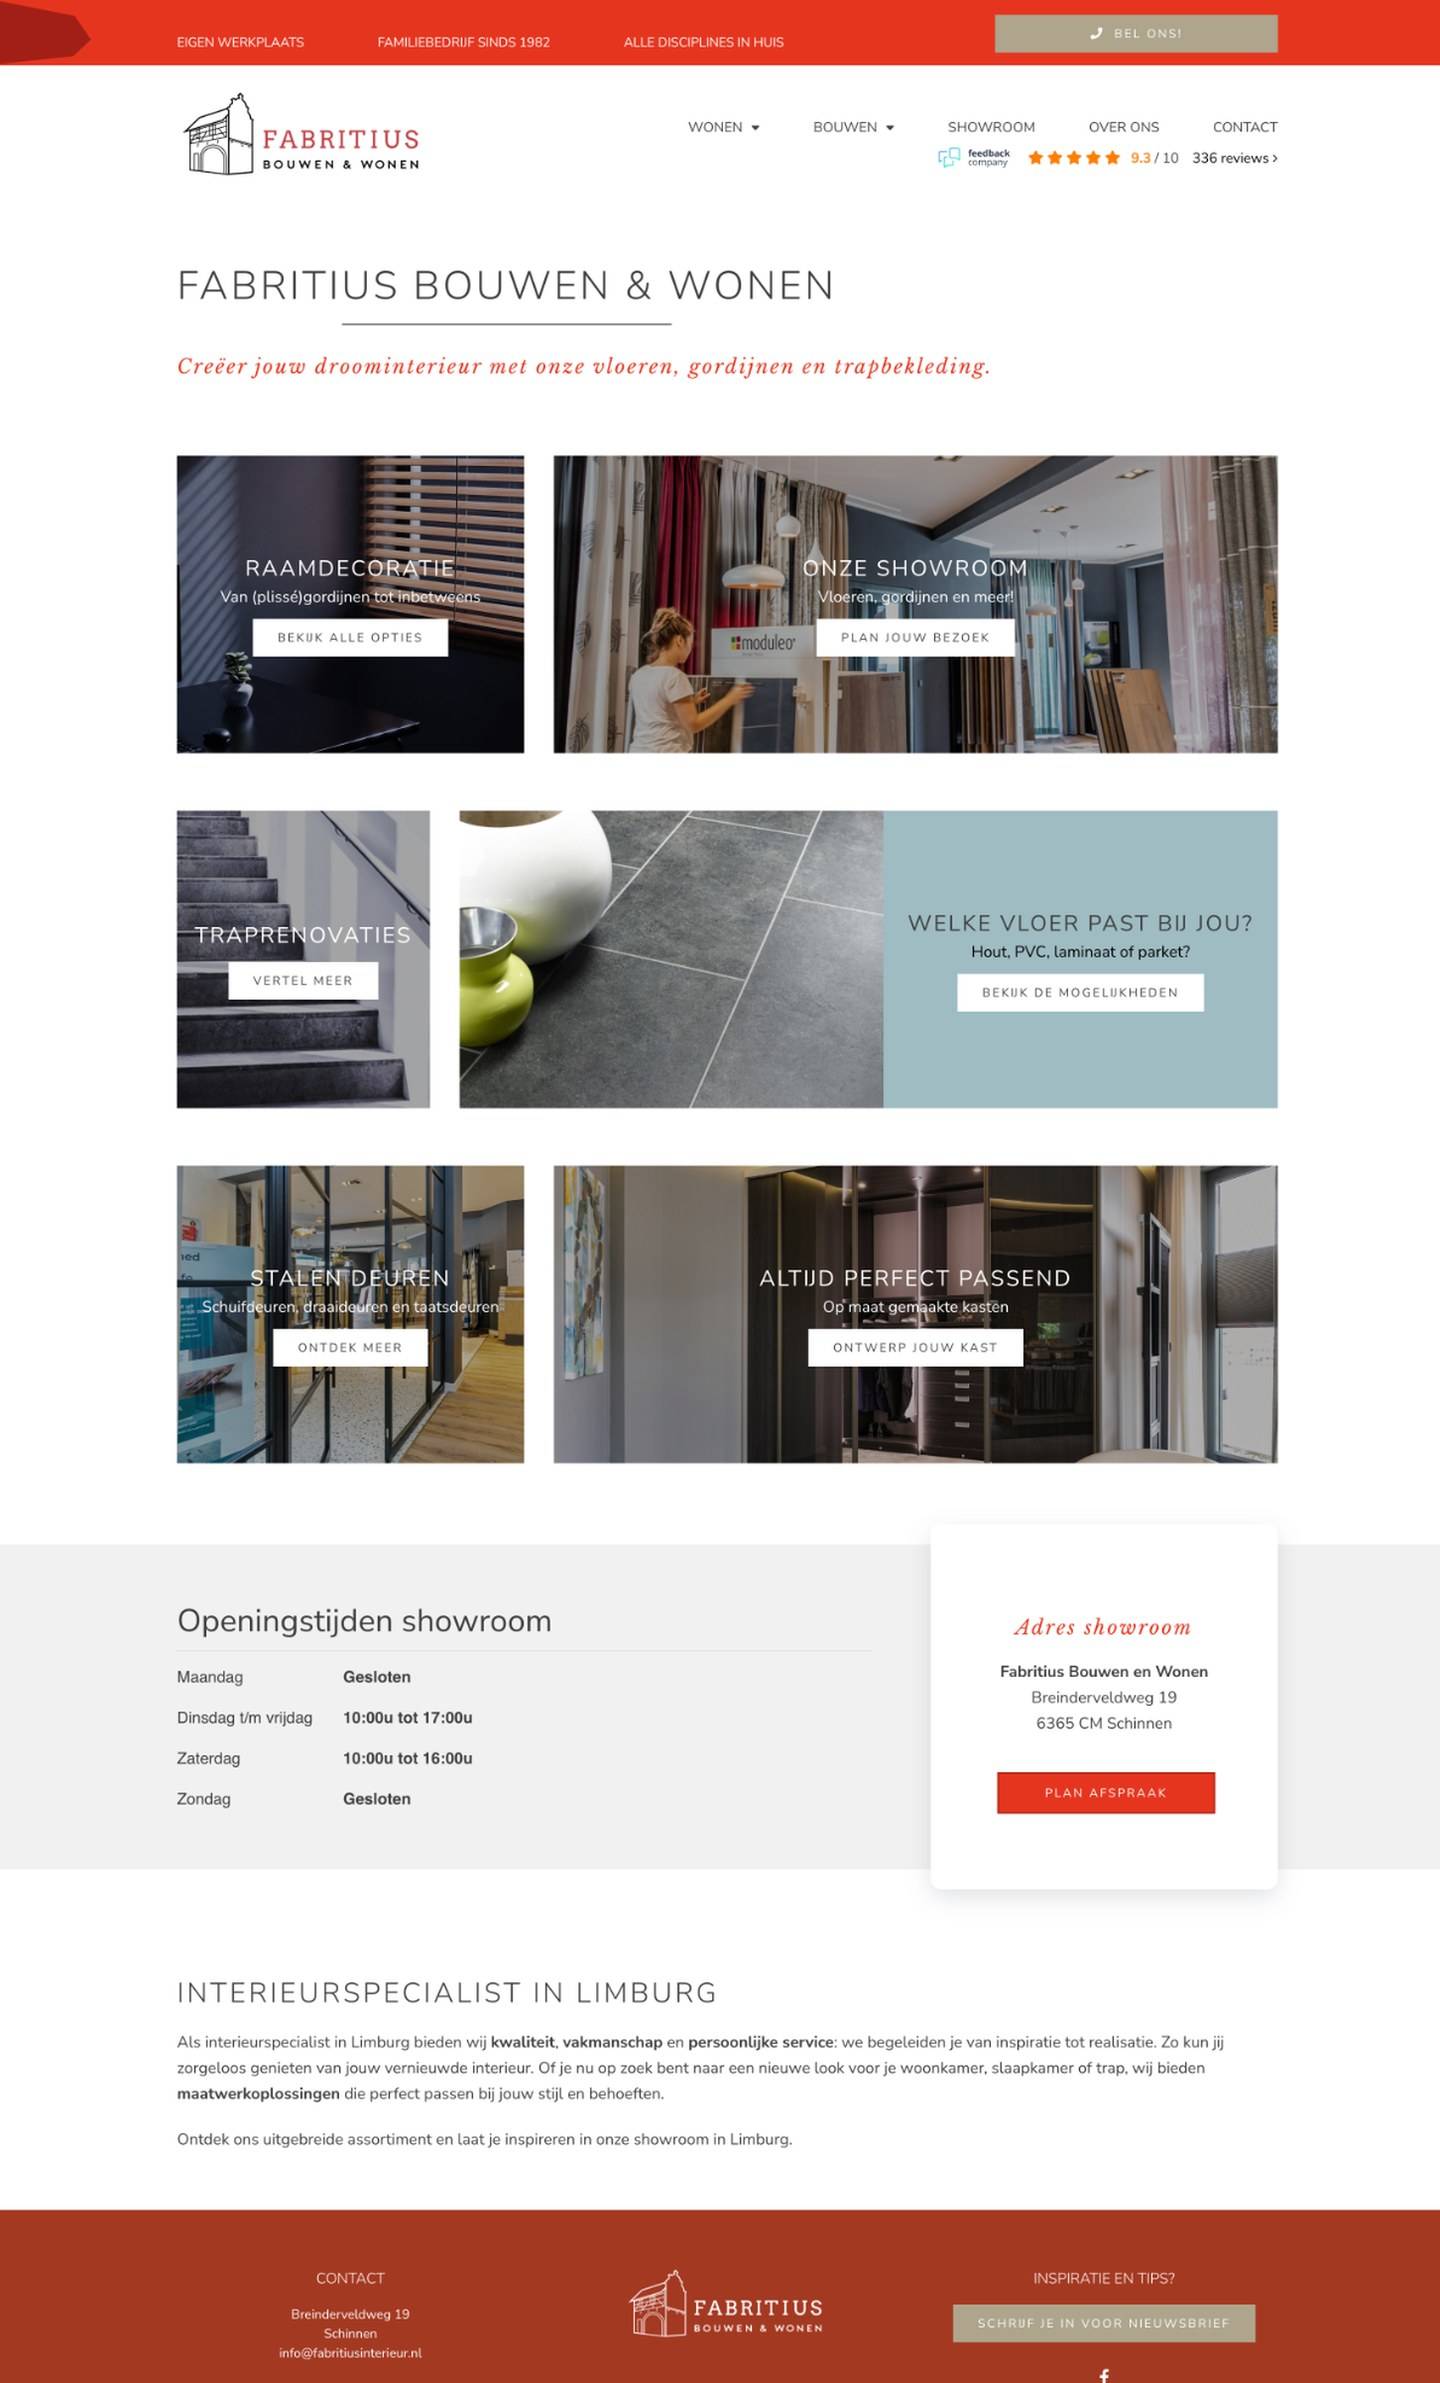 EIGEN WERKPLAATS
FAMILIEBEDRIJF SINDS 1982
ALLE DISCIPLINES IN HUIS
BEL ONS!
FABRITIUS
BOUWEN & WONEN
WONEN
BOUWEN
SHOWROOM
OVER ONS
CONTACT
feedback
company
9.3 / 10
336 reviews
FABRITIUS BOUWEN & WONEN
Creëer jouw droominterieur met onze vloeren, gordijnen en trapbekleding.
RAAMDECORATIE
Van (plissé)gordijnen tot inbetweens
BEKIJK ALLE OPTIES
ONZE SHOWROOM
Vloeren, gordijnen en meer!
PLAN JOUW BEZOEK
moduleo
TRAPRENOVATIES
VERTEL MEER
WELKE VLOER PAST BIJ JOU?
Hout, PVC, laminaat of parket?
BEKIJK DE MOGELIJKHEDEN
STALEN DEUREN
Schuifdeuren, draaideuren en taatsdeuren
ONTDEK MEER
ALTIJD PERFECT PASSEND
Op maat gemaakte kasten
ONTWERP JOUW KAST
Openingstijden showroom
Maandag Gesloten
Dinsdag t/m vrijdag 10:00u tot 17:00u
Zaterdag 10:00u tot 16:00u
Zondag Gesloten
Adres showroom
Fabritius Bouwen en Wonen
Breinderveldweg 19
6365 CM Schinnen
PLAN AFSPRAAK
INTERIEURSPECIALIST IN LIMBURG
Als interieurspecialist in Limburg bieden wij kwaliteit, vakmanschap en persoonlijke service: we begeleiden je van inspiratie tot realisatie. Zo kun jij
zorgeloos genieten van jouw vernieuwde interieur. Of je nu op zoek bent naar een nieuwe look voor je woonkamer, slaapkamer of trap, wij bieden
maatwerkoplossingen die perfect passen bij jouw stijl en behoeften.
Ontdek ons uitgebreide assortiment en laat je inspireren in onze showroom in Limburg.
CONTACT
Breinderveldweg 19
Schinnen
info@fabritiusinterieur.nl
FABRITIUS
BOUWEN & WONEN
INSPIRATIE EN TIPS?
SCHRIJF JE IN VOOR NIEUWSBRIEF